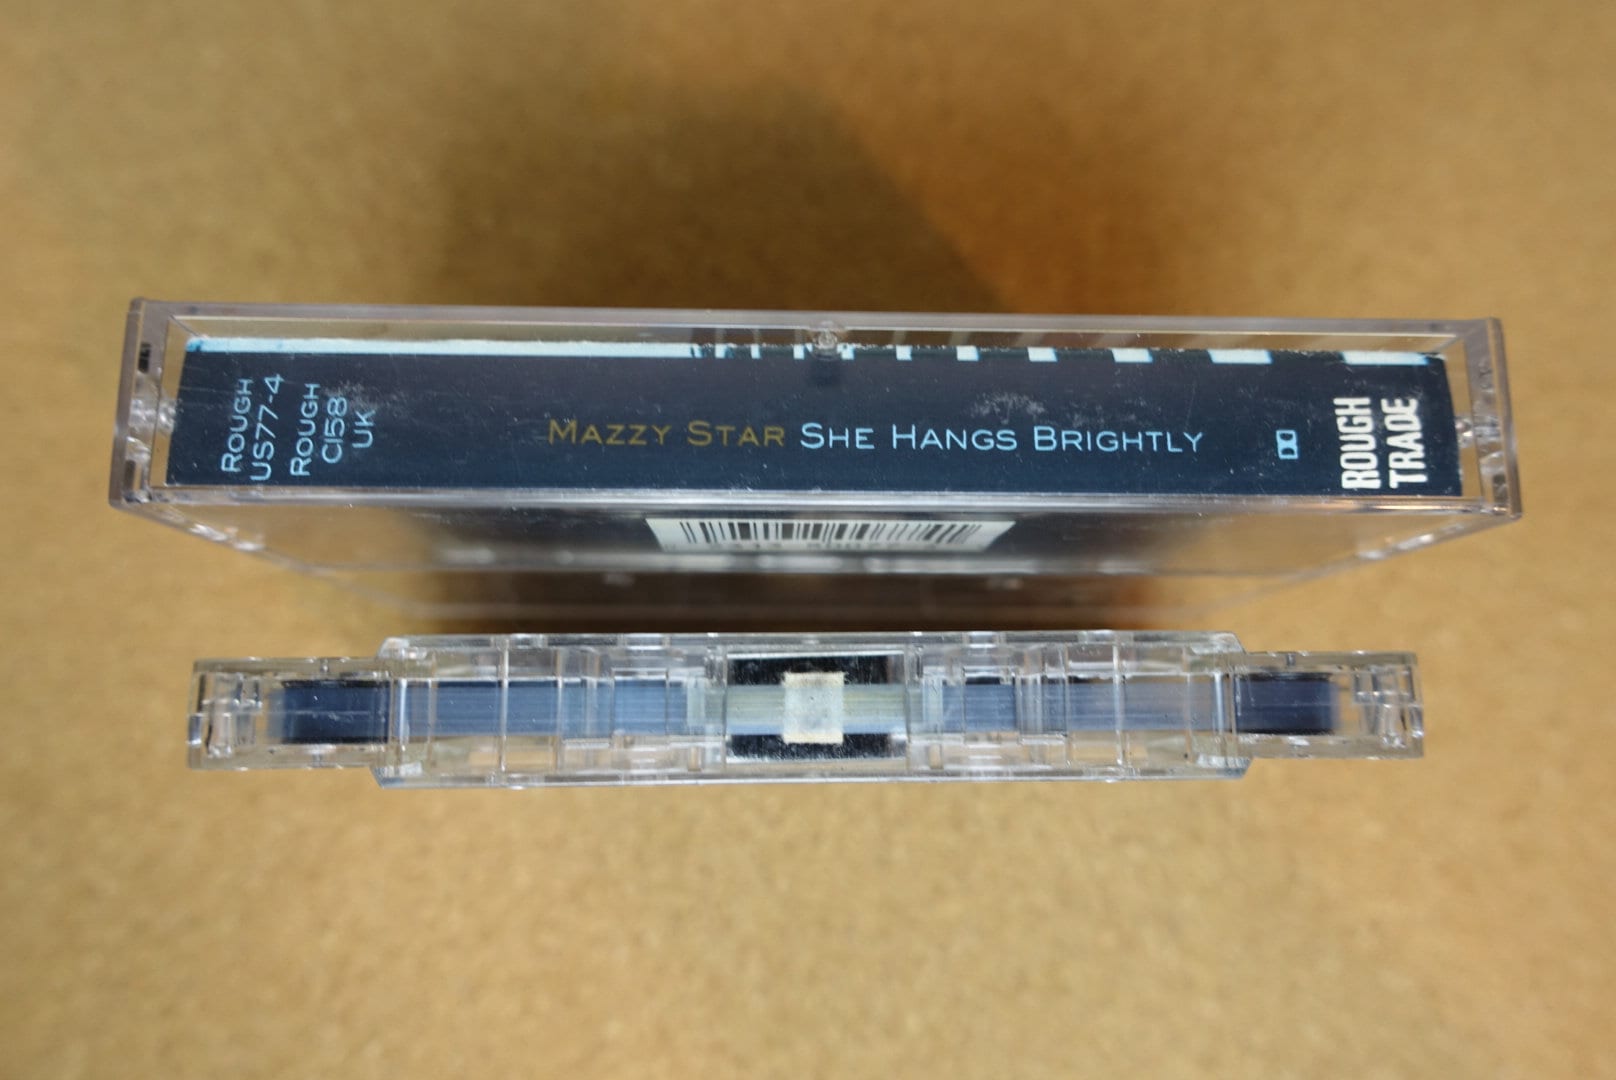 ROUGH
US77-4
ROUGH
C158
UK
MAZZY STAR SHE HANGS BRIGHTLY
ROUGH
TRADE